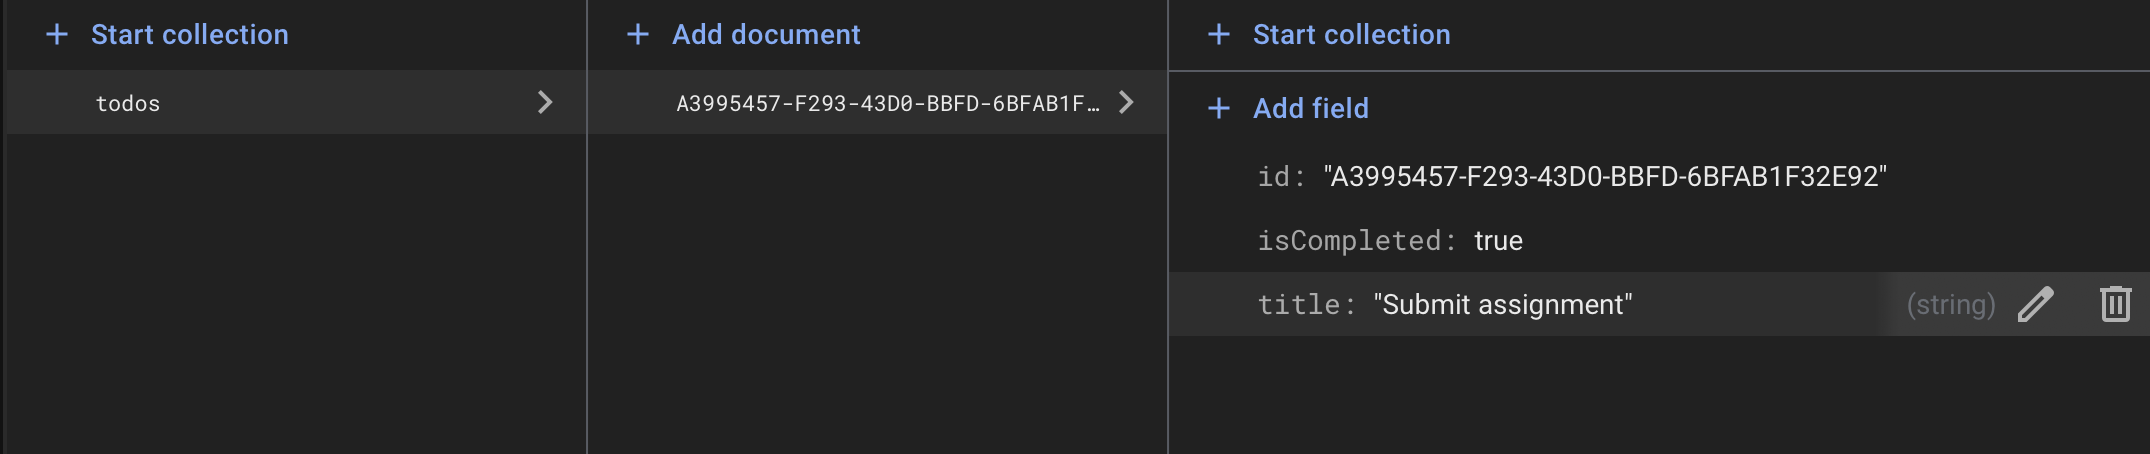 + Start collection
todos
+ Add document
A3995457-F293-43D0-BBFD-6BFAB1F…
+ Start collection
+ Add field
id: "A3995457-F293-43D0-BBFD-6BFAB1F32E92"
isCompleted: true
title: "Submit assignment" (string)